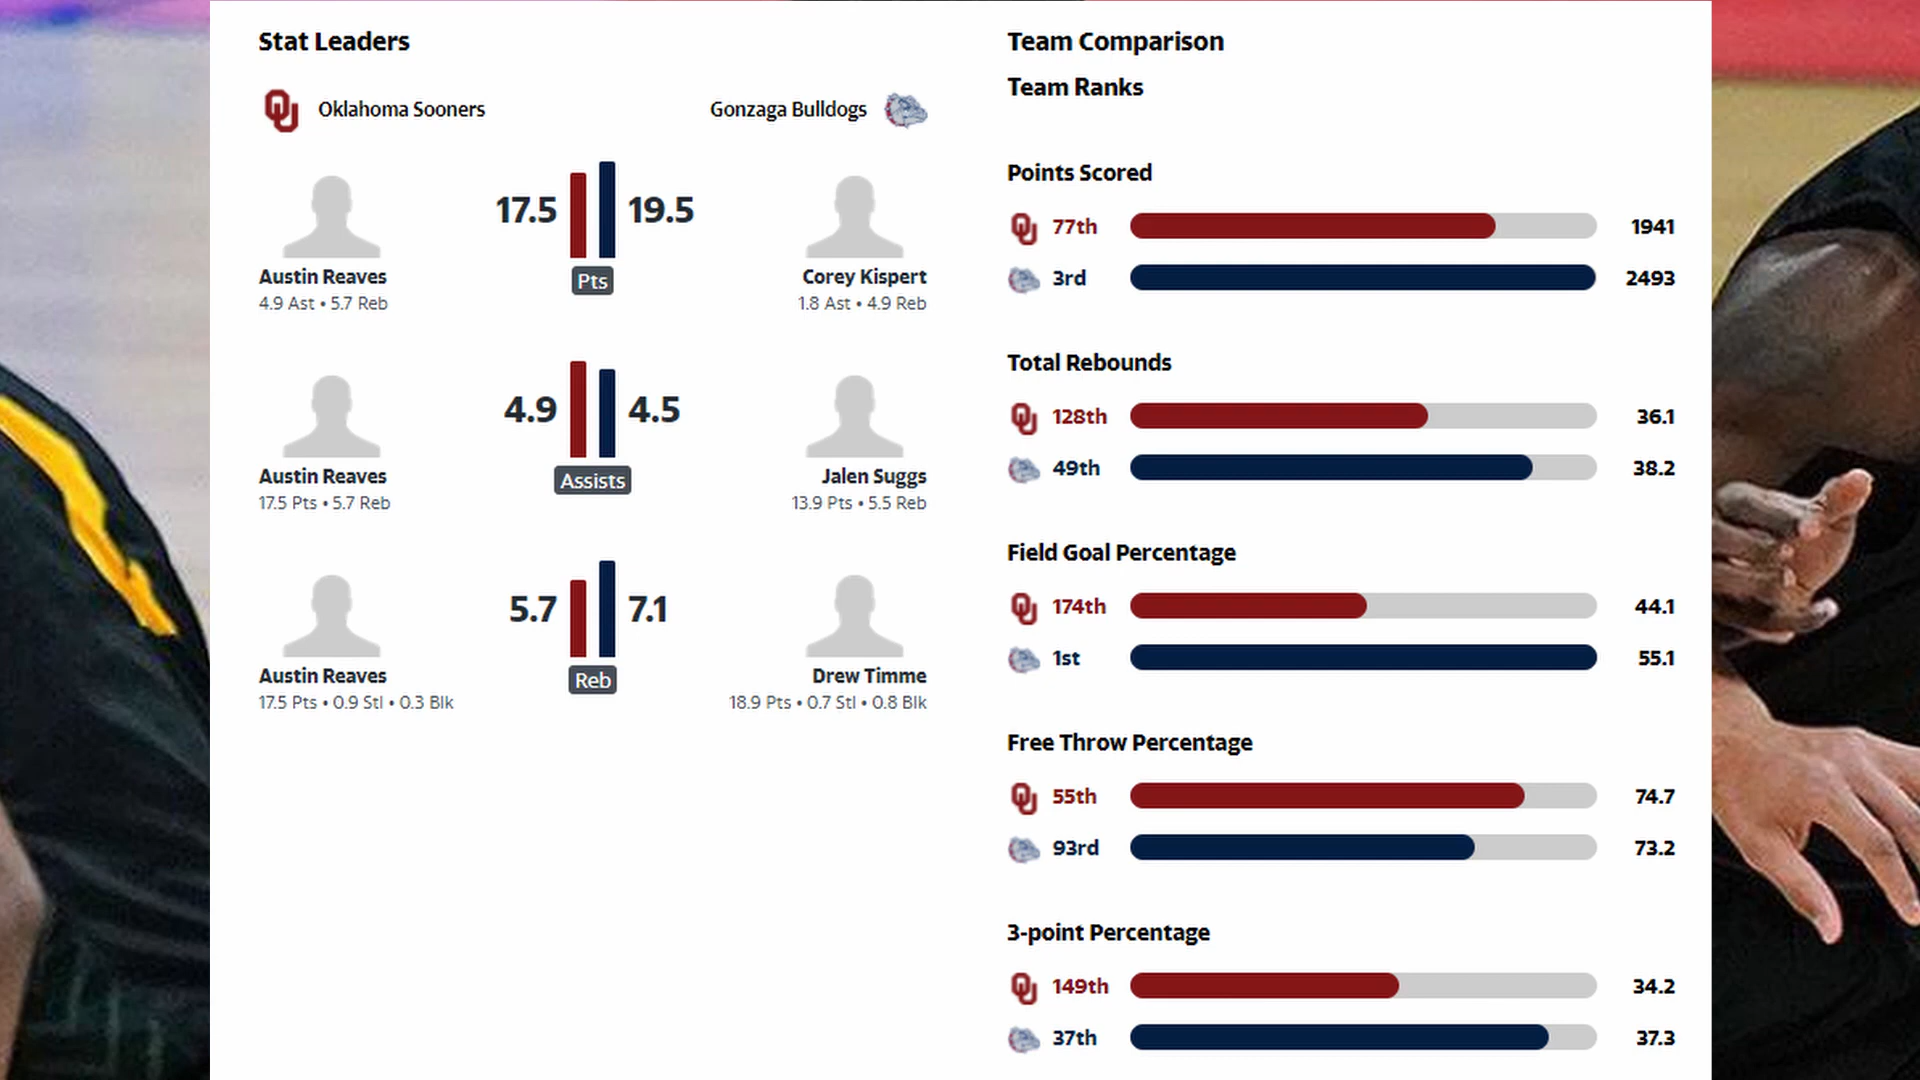 Stat Leaders
OU Oklahoma Sooners
Gonzaga Bulldogs
17.5
19.5
Pts
Austin Reaves
4.9 Ast • 5.7 Reb
Corey Kispert
1.8 Ast • 4.9 Reb
4.9
4.5
Assists
Austin Reaves
17.5 Pts • 5.7 Reb
Jalen Suggs
13.9 Pts • 5.5 Reb
5.7
7.1
Reb
Austin Reaves
17.5 Pts • 0.9 Stl • 0.3 Blk
Drew Timme
18.9 Pts • 0.7 Stl • 0.8 Blk
Team Comparison
Team Ranks
Points Scored
OU 77th 1941
3rd 2493
Total Rebounds
OU 128th 36.1
49th 38.2
Field Goal Percentage
OU 174th 44.1
1st 55.1
Free Throw Percentage
OU 55th 74.7
93rd 73.2
3-point Percentage
OU 149th 34.2
37th 37.3